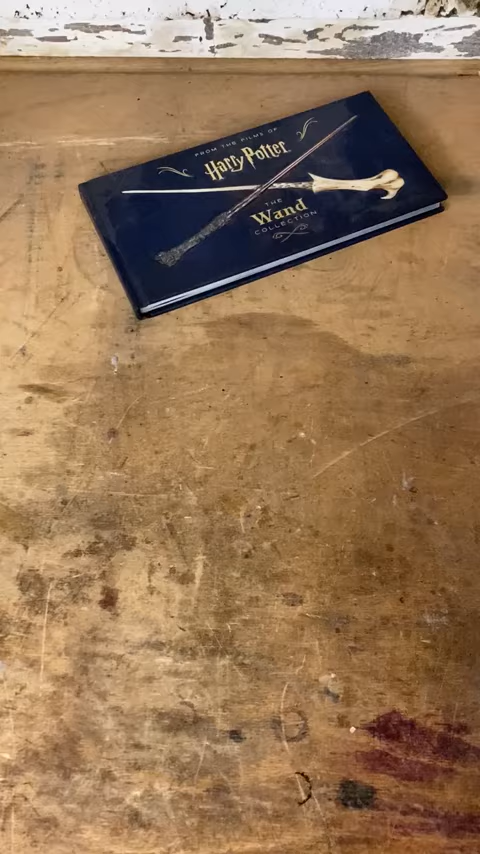 FROM THE FILMS OF
Harry Potter
THE
Wand
COLLECTION